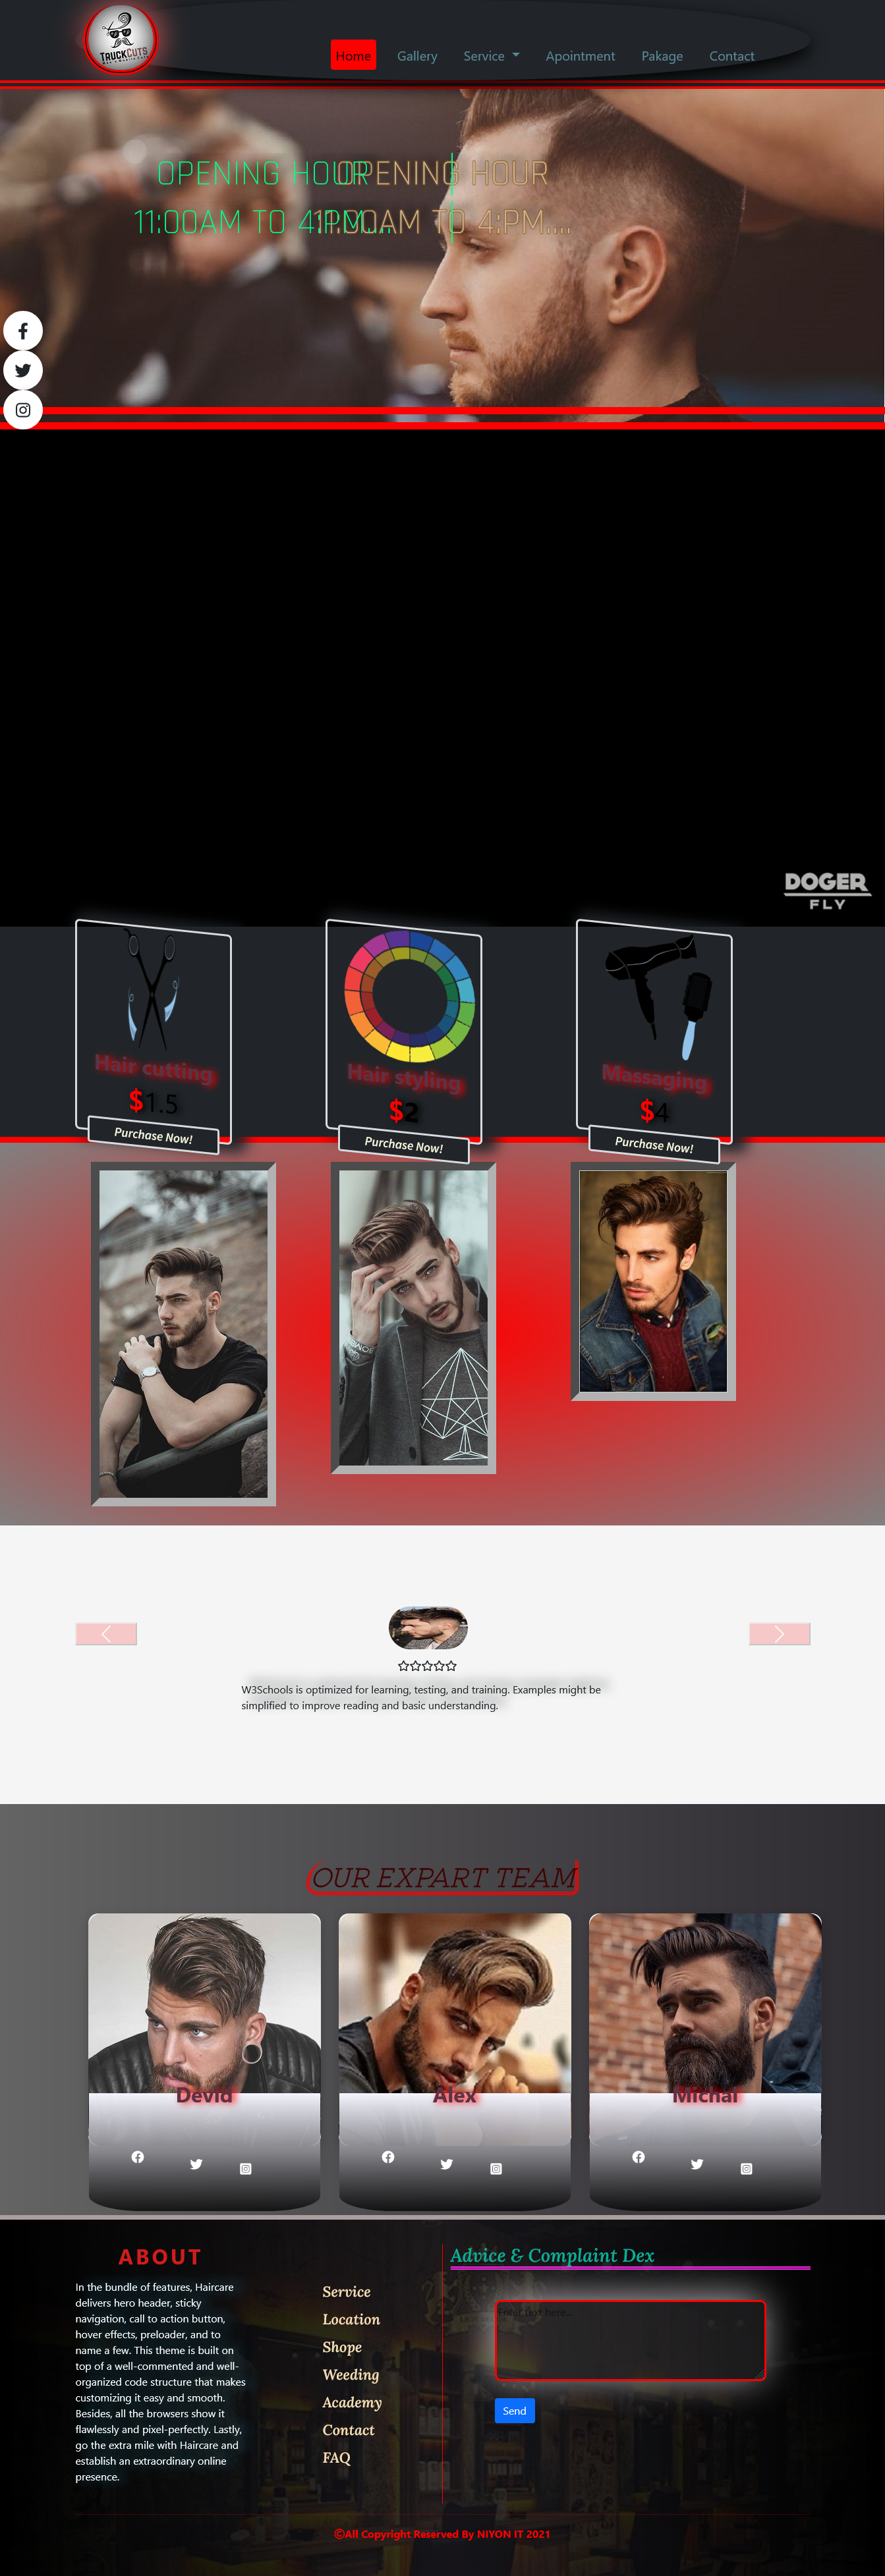 TRUCKCUTS
Home
Gallery
Service
Apointment
Pakage
Contact
OPENING HOUR
OPENING HOUR
11:00AM TO 4:PM....
11:00AM TO 4:PM....
DOGER
FLY
Hair cutting
$1.5
Purchase Now!
Hair styling
$2
Purchase Now!
Massaging
$4
Purchase Now!
W3Schools is optimized for learning, testing, and training. Examples might be
simplified to improve reading and basic understanding.
OUR EXPART TEAM
Devid
Alex
Michal
ABOUT
In the bundle of features, Haircare
delivers hero header, sticky
navigation, call to action button,
hover effects, preloader, and to
name a few. This theme is built on
top of a well-commented and well-
organized code structure that makes
customizing it easy and smooth.
Besides, all the browsers show it
flawlessly and pixel-perfectly. Lastly,
go the extra mile with Haircare and
establish an extraordinary online
presence.
Service
Location
Shope
Weeding
Academy
Contact
FAQ
Advice & Complaint Dex
Enter text here...
Send
©All Copyright Reserved By NIYON IT 2021